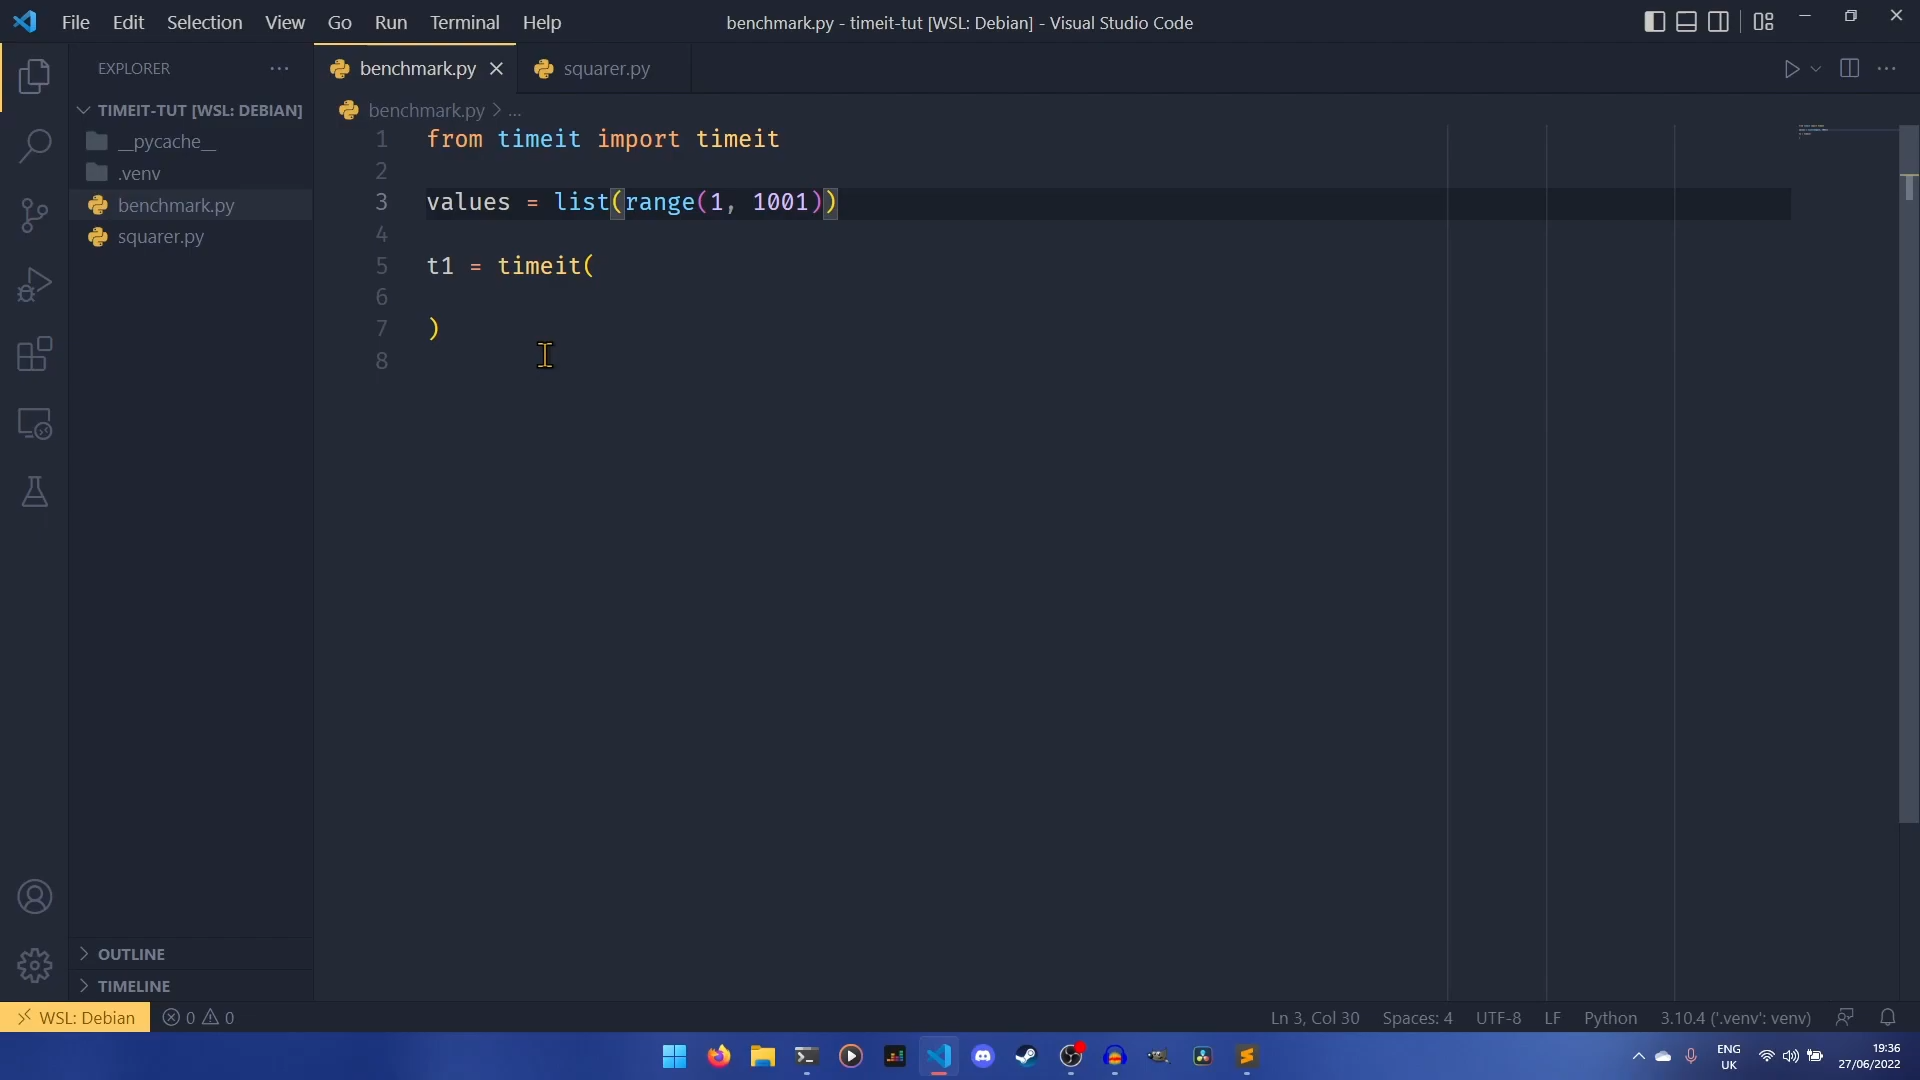 File Edit Selection View Go Run Terminal Help
benchmark.py - timeit-tut [WSL: Debian] - Visual Studio Code
EXPLORER
TIMEIT-TUT [WSL: DEBIAN]
__pycache__
.venv
benchmark.py
squarer.py
OUTLINE
TIMELINE
benchmark.py squarer.py
benchmark.py > ...
1 from timeit import timeit
2
3 values = list(range(1, 1001))
4
5 t1 = timeit(
6
7 )
8
WSL: Debian 0 0
Ln 3, Col 30 Spaces: 4 UTF-8 LF Python 3.10.4 ('.venv': venv)
ENG
UK
19:36
27/06/2022